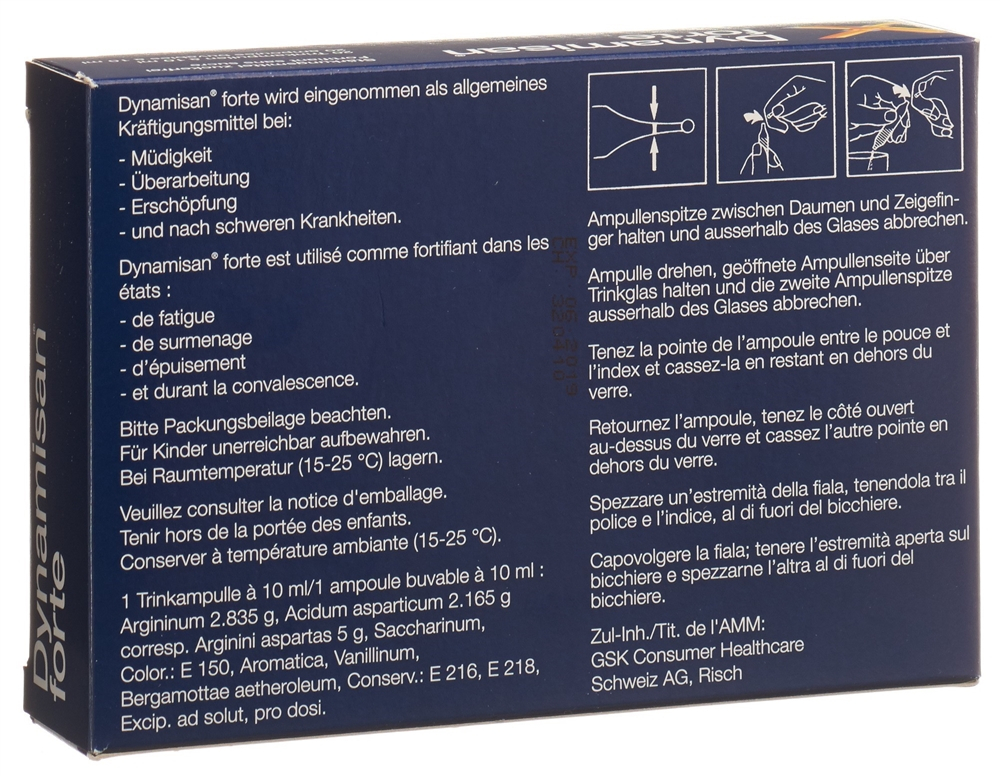 Dynamisan
forte
Dynamisan® forte wird eingenommen als allgemeines
Kräftigungsmittel bei:
- Müdigkeit
- Überarbeitung
- Erschöpfung
- und nach schweren Krankheiten.
Dynamisan® forte est utilisé comme fortifiant dans les
états :
- de fatigue
- de surmenage
- d'épuisement
- et durant la convalescence.
Bitte Packungsbeilage beachten.
Für Kinder unerreichbar aufbewahren.
Bei Raumtemperatur (15-25 °C) lagern.
Veuillez consulter la notice d'emballage.
Tenir hors de la portée des enfants.
Conserver à température ambiante (15-25 °C).
1 Trinkampulle à 10 ml/1 ampoule buvable à 10 ml :
Argininum 2.835 g, Acidum asparticum 2.165 g
corresp. Arginini aspartas 5 g, Saccharinum,
Color.: E 150, Aromatica, Vanillinum,
Bergamottae aetheroleum, Conserv.: E 216, E 218,
Excip. ad solut, pro dosi.
EXP. 06 2019
Ampullenspitze zwischen Daumen und Zeigefin-
ger halten und ausserhalb des Glases abbrechen.
Ampulle drehen, geöffnete Ampullenseite über
Trinkglas halten und die zweite Ampullenspitze
ausserhalb des Glases abbrechen.
Tenez la pointe de l'ampoule entre le pouce et
l'index et cassez-la en restant en dehors du
verre.
Retournez l'ampoule, tenez le côté ouvert
au-dessus du verre et cassez l'autre pointe en
dehors du verre.
Spezzare un'estremità della fiala, tenendola tra il
police e l'indice, al di fuori del bicchiere.
Capovolgere la fiala; tenere l'estremità aperta sul
bicchiere e spezzarne l'altra al di fuori del
bicchiere.
Zul-Inh./Tit. de l'AMM:
GSK Consumer Healthcare
Schweiz AG, Risch
Dynamisan
forte